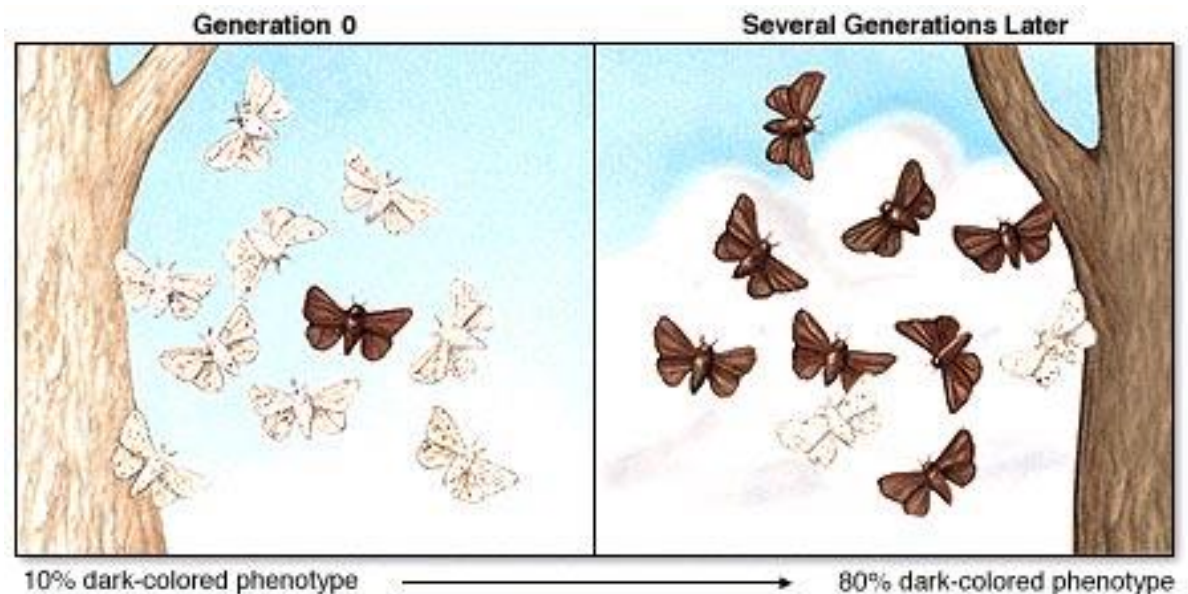 Generation 0
Several Generations Later
10% dark-colored phenotype
80% dark-colored phenotype